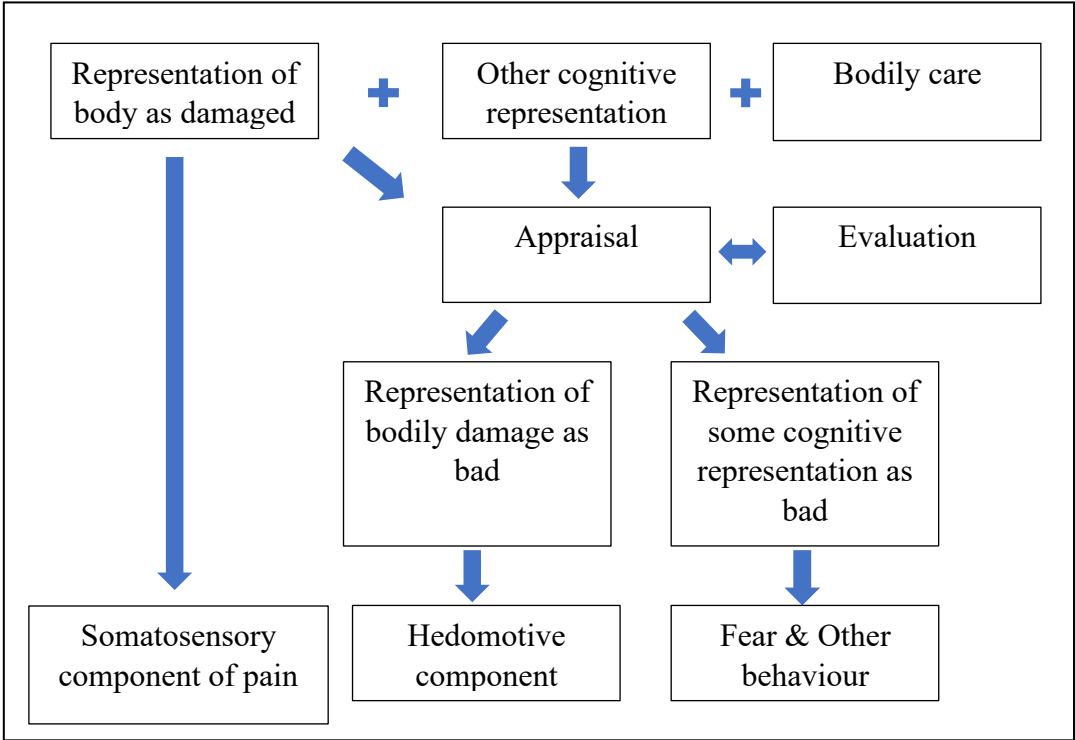 Representation of
body as damaged
Other cognitive
representation
Bodily care
Appraisal
Evaluation
Representation of
bodily damage as
bad
Representation of
some cognitive
representation as
bad
Somatosensory
component of pain
Hedomotive
component
Fear & Other
behaviour